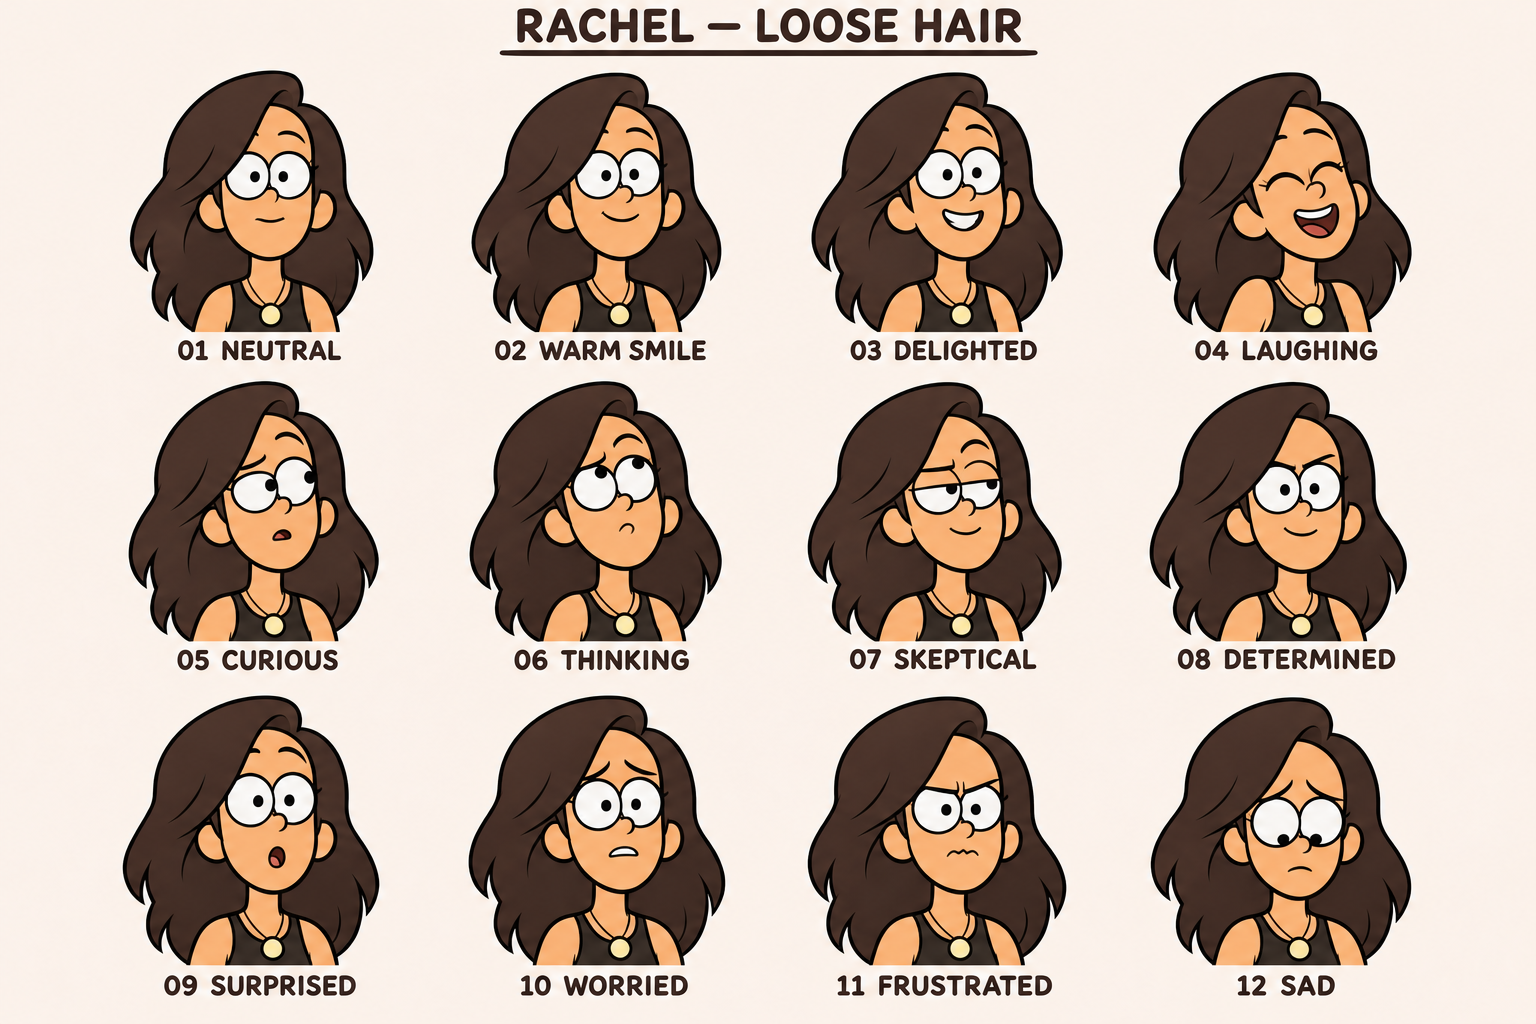 RACHEL — LOOSE HAIR
01 NEUTRAL
02 WARM SMILE
03 DELIGHTED
04 LAUGHING
05 CURIOUS
06 THINKING
07 SKEPTICAL
08 DETERMINED
09 SURPRISED
10 WORRIED
11 FRUSTRATED
12 SAD